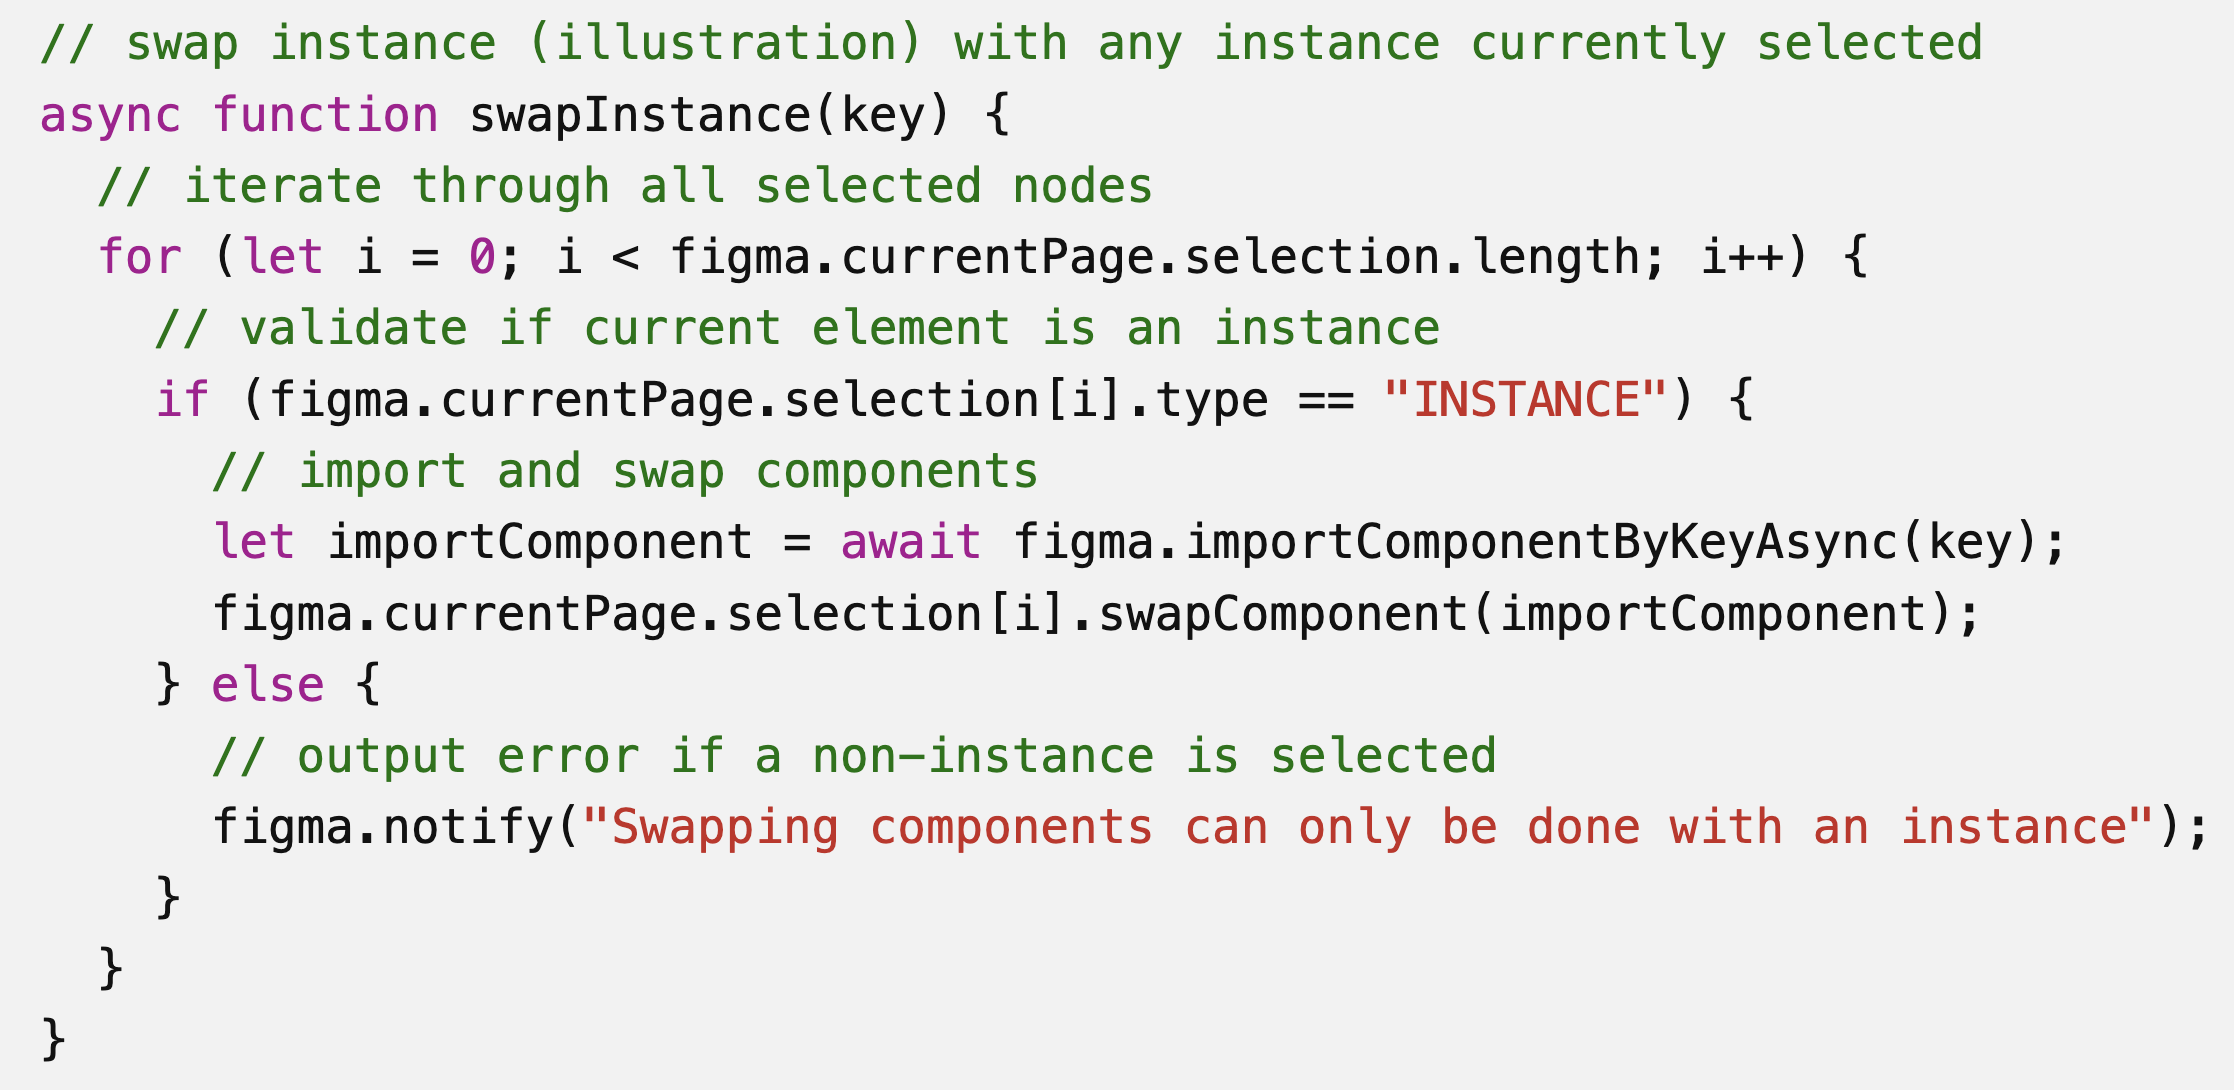 // swap instance (illustration) with any instance currently selected
async function swapInstance(key) {
  // iterate through all selected nodes
  for (let i = 0; i < figma.currentPage.selection.length; i++) {
    // validate if current element is an instance
    if (figma.currentPage.selection[i].type == "INSTANCE") {
      // import and swap components
      let importComponent = await figma.importComponentByKeyAsync(key);
      figma.currentPage.selection[i].swapComponent(importComponent);
    } else {
      // output error if a non-instance is selected
      figma.notify("Swapping components can only be done with an instance");
    }
  }
}